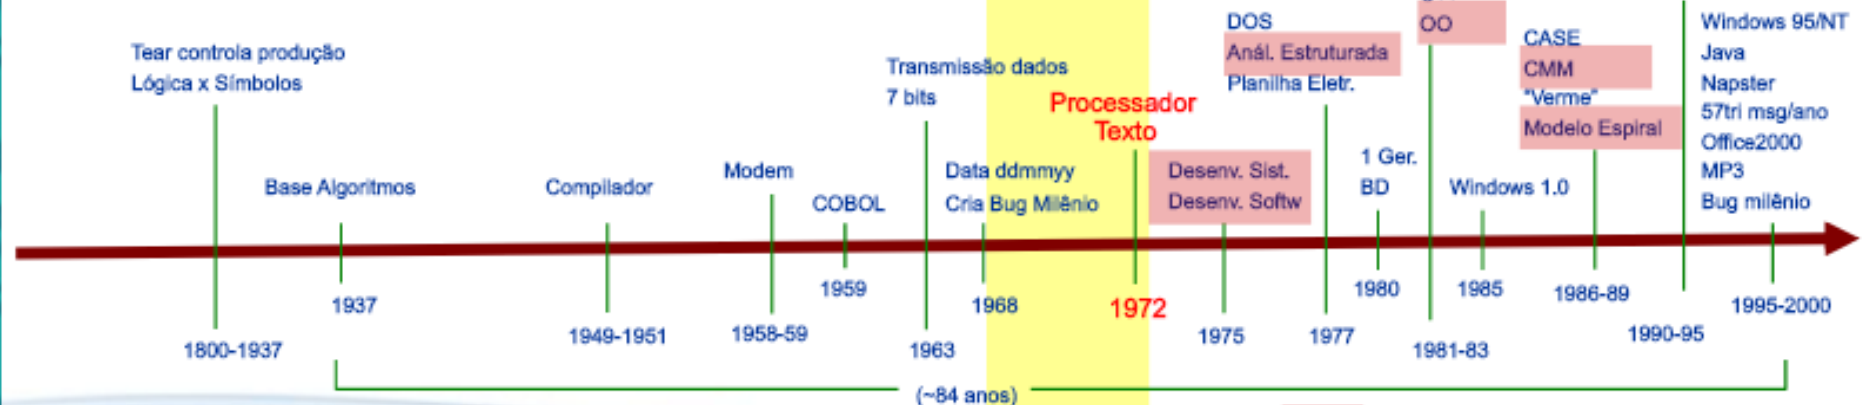 Tear controla produção
Lógica x Símbolos
1800-1937
Base Algoritmos
1937
Compilador
1949-1951
Modem
1958-59
COBOL
1959
Transmissão dados
7 bits
1963
Data ddmmyy
Cria Bug Milênio
1968
Processador
Texto
1972
Desenv. Sist.
Desenv. Softw
1975
DOS
Anál. Estruturada
Planilha Eletr.
1977
1 Ger.
BD
1980
OO
1981-83
Windows 1.0
1985
CASE
CMM
"Verme"
Modelo Espiral
1986-89
1990-95
Windows 95/NT
Java
Napster
57tri msg/ano
Office2000
MP3
Bug milênio
1995-2000
(~84 anos)